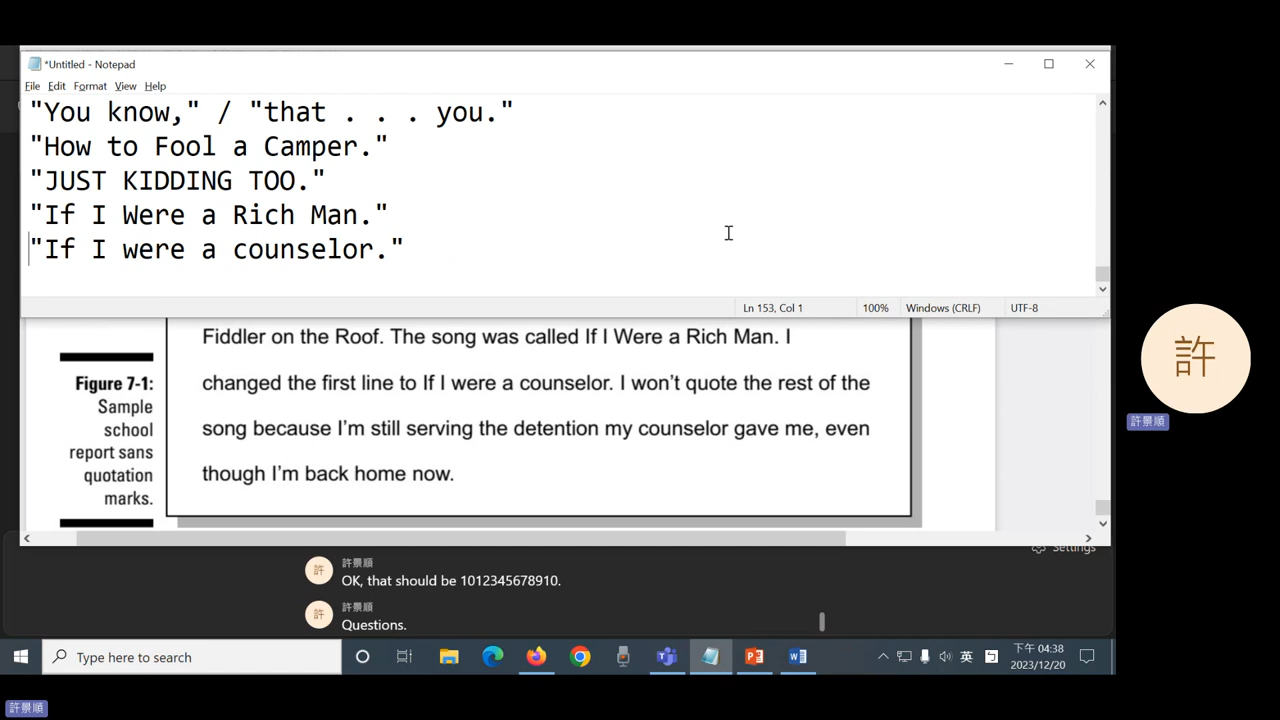 *Untitled - Notepad
File Edit Format View Help
"You know," / "that . . . you."
"How to Fool a Camper."
"JUST KIDDING TOO."
"If I Were a Rich Man."
"If I were a counselor."
Ln 153, Col 1 100% Windows (CRLF) UTF-8
Fiddler on the Roof. The song was called If I Were a Rich Man. I
changed the first line to If I were a counselor. I won't quote the rest of the
song because I'm still serving the detention my counselor gave me, even
though I'm back home now.
Figure 7-1:
Sample
school
report sans
quotation
marks.
許
許景順
Settings
許
許景順
OK, that should be 1012345678910.
許
許景順
Questions.
Type here to search
英
下午 04:38
2023/12/20
許景順